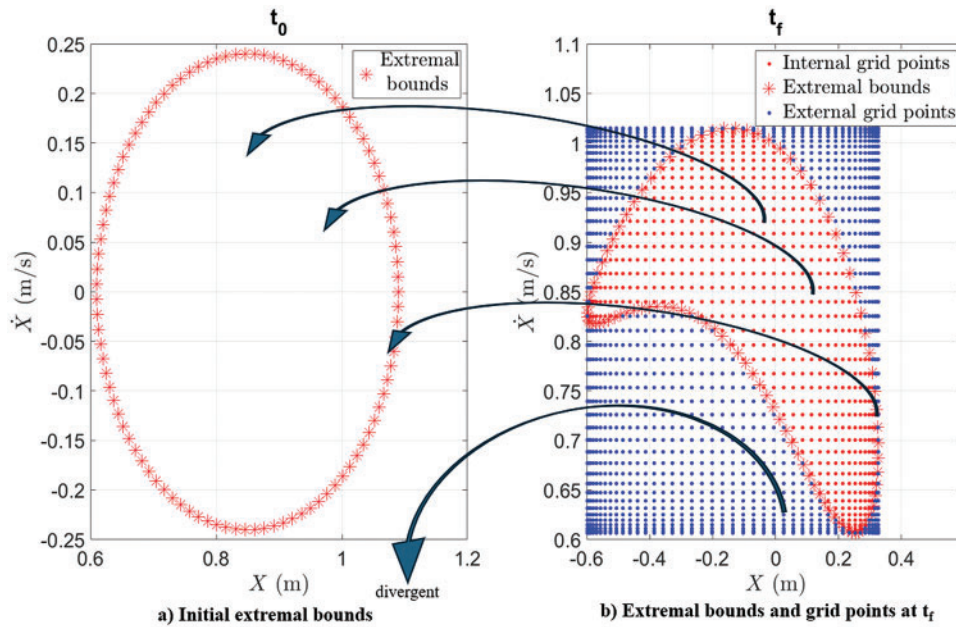 t_0
0.25
0.2
0.15
0.1
0.05
0
-0.05
-0.1
-0.15
-0.2
-0.25
Ẋ (m/s)
0.6
0.8
1
1.2
X (m)
Extremal
bounds
divergent
a) Initial extremal bounds
t_f
1.1
1.05
1
0.95
0.9
0.85
0.8
0.75
0.7
0.65
0.6
Ẋ (m/s)
-0.6
-0.4
-0.2
0
0.2
0.4
X (m)
Internal grid points
Extremal bounds
External grid points
b) Extremal bounds and grid points at t_f